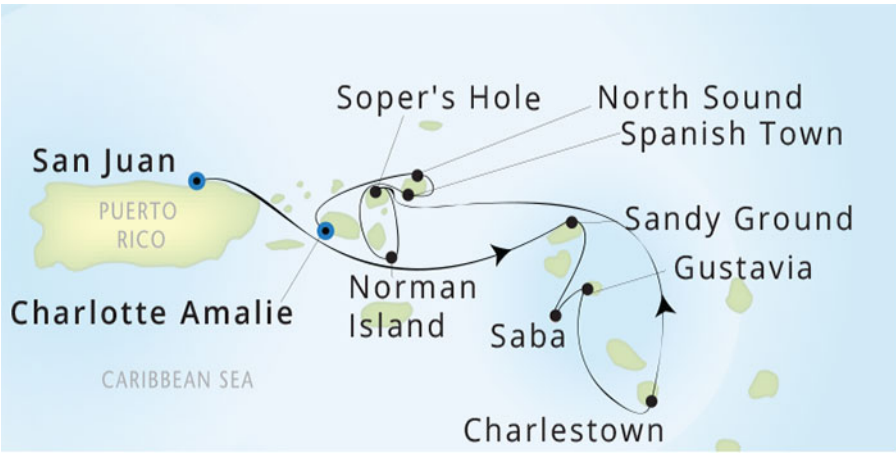 Soper's Hole
North Sound
Spanish Town
San Juan
PUERTO
RICO
Sandy Ground
Gustavia
Norman
Island
Charlotte Amalie
Saba
CARIBBEAN SEA
Charlestown